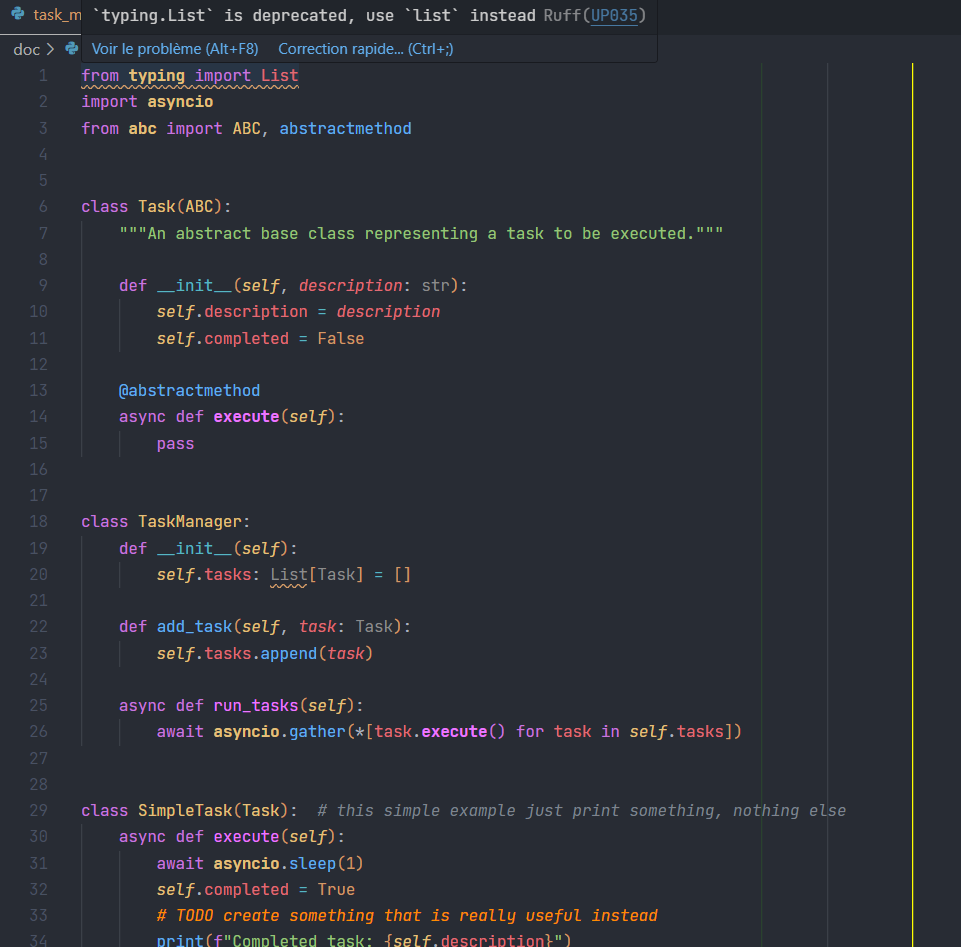 task_m
`typing.List` is deprecated, use `list` instead Ruff(UP035)
doc >
Voir le problème (Alt+F8) Correction rapide... (Ctrl+;)
1 from typing import List
2 import asyncio
3 from abc import ABC, abstractmethod
4
5
6 class Task(ABC):
7     """An abstract base class representing a task to be executed."""
8
9     def __init__(self, description: str):
10         self.description = description
11         self.completed = False
12
13     @abstractmethod
14     async def execute(self):
15         pass
16
17
18 class TaskManager:
19     def __init__(self):
20         self.tasks: List[Task] = []
21
22     def add_task(self, task: Task):
23         self.tasks.append(task)
24
25     async def run_tasks(self):
26         await asyncio.gather(*[task.execute() for task in self.tasks])
27
28
29 class SimpleTask(Task):  # this simple example just print something, nothing else
30     async def execute(self):
31         await asyncio.sleep(1)
32         self.completed = True
33         # TODO create something that is really useful instead
34         print(f"Completed task: {self.description}")